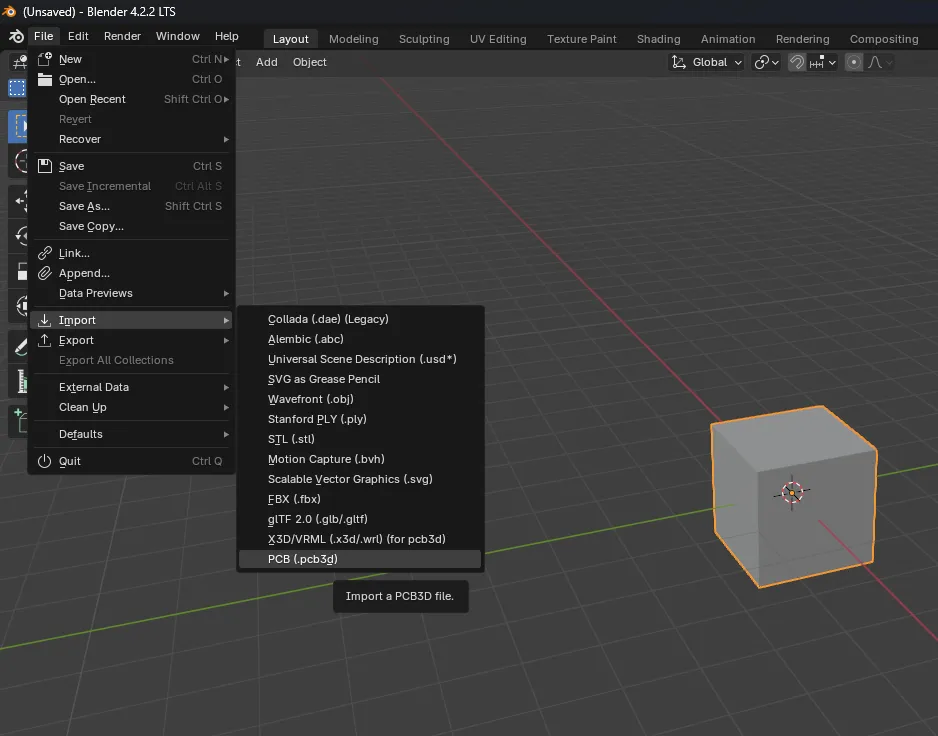 (Unsaved) - Blender 4.2.2 LTS
File Edit Render Window Help Layout Modeling Sculpting UV Editing Texture Paint Shading Animation Rendering Compositing
Add Object Global
New Ctrl N
Open... Ctrl O
Open Recent Shift Ctrl O
Revert
Recover
Save Ctrl S
Save Incremental Ctrl Alt S
Save As... Shift Ctrl S
Save Copy...
Link...
Append...
Data Previews
Import
Export
Export All Collections
External Data
Clean Up
Defaults
Quit Ctrl Q
Collada (.dae) (Legacy)
Alembic (.abc)
Universal Scene Description (.usd*)
SVG as Grease Pencil
Wavefront (.obj)
Stanford PLY (.ply)
STL (.stl)
Motion Capture (.bvh)
Scalable Vector Graphics (.svg)
FBX (.fbx)
glTF 2.0 (.glb/.gltf)
X3D/VRML (.x3d/.wrl) (for pcb3d)
PCB (.pcb3d)
Import a PCB3D file.